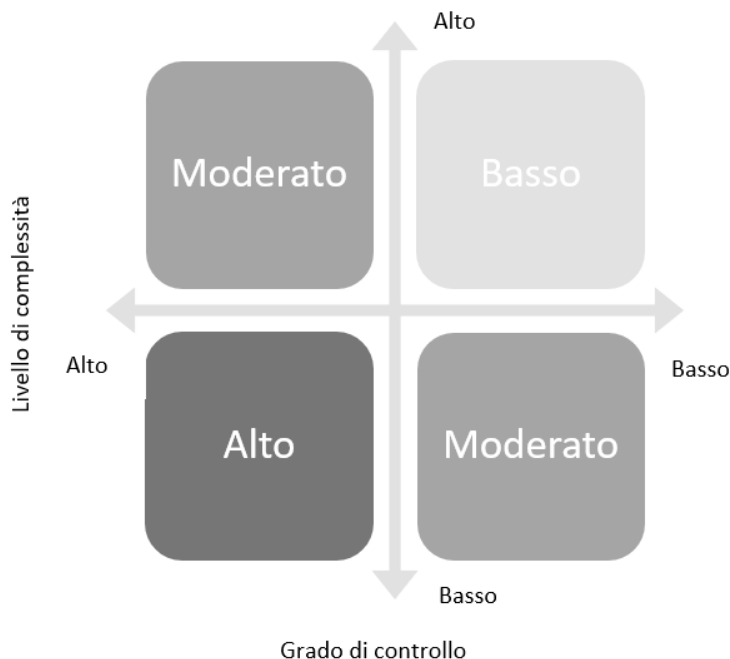 Alto
Moderato
Basso
Livello di complessità
Alto
Basso
Alto
Moderato
Basso
Grado di controllo